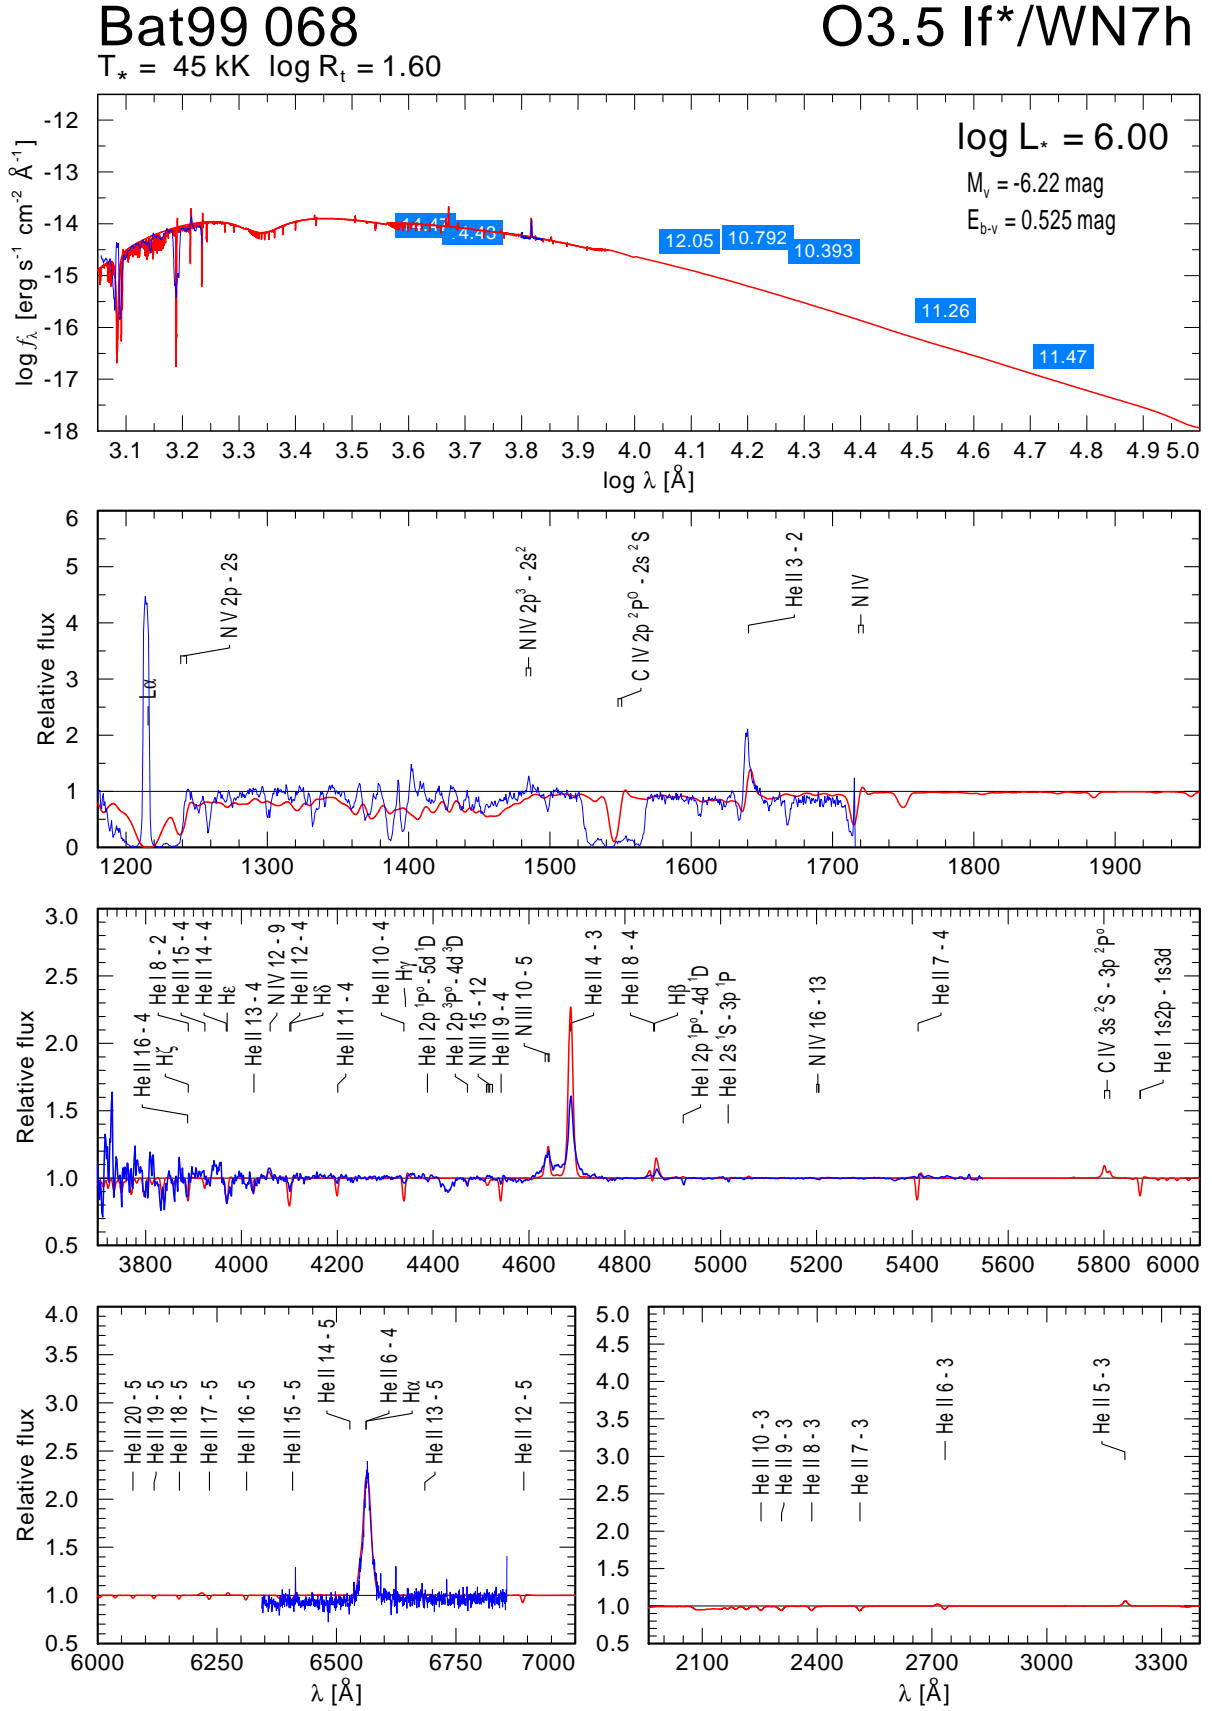 Bat99 068
O3.5 If*/WN7h
T* = 45 kK log Rt = 1.60
log L* = 6.00
Mv = -6.22 mag
Eb-v = 0.525 mag
log fλ [erg s-1 cm-2 Å-1]
-12
-13
-14
-15
-16
-17
-18
14.43
12.05
10.792
10.393
11.26
11.47
3.1 3.2 3.3 3.4 3.5 3.6 3.7 3.8 3.9 4.0 4.1 4.2 4.3 4.4 4.5 4.6 4.7 4.8 4.9 5.0
log λ [Å]
Relative flux
6
5
4
3
2
1
0
Lα
N V 2p - 2s
N IV 2p3 - 2s2
C IV 2p 2P0 - 2s 2S
He II 3 - 2
N IV
1200 1300 1400 1500 1600 1700 1800 1900
Relative flux
3.0
2.5
2.0
1.5
1.0
0.5
He II 16 - 4
Hζ
He I 8 - 2
He II 15 - 4
He II 14 - 4
Hε
He II 13 - 4
N IV 12 - 9
He II 12 - 4
Hδ
He II 11 - 4
He II 10 - 4
Hγ
He I 2p 1P0 - 5d 1D
He I 2p 3P0 - 4d 3D
N III 15 - 12
He II 9 - 4
N III 10 - 5
He II 4 - 3
He II 8 - 4
Hβ
He I 2p 1P0 - 4d 1D
He I 2s 1S - 3p 1P
N IV 16 - 13
He II 7 - 4
C IV 3s 2S - 3p 2P0
He I 1s2p - 1s3d
3800 4000 4200 4400 4600 4800 5000 5200 5400 5600 5800 6000
Relative flux
4.0
3.5
3.0
2.5
2.0
1.5
1.0
0.5
He II 20 - 5
He II 19 - 5
He II 18 - 5
He II 17 - 5
He II 16 - 5
He II 15 - 5
He II 14 - 5
He II 6 - 4
Hα
He II 13 - 5
He II 12 - 5
6000 6250 6500 6750 7000
λ [Å]
5.0
4.5
4.0
3.5
3.0
2.5
2.0
1.5
1.0
0.5
He II 10 - 3
He II 9 - 3
He II 8 - 3
He II 7 - 3
He II 6 - 3
He II 5 - 3
2100 2400 2700 3000 3300
λ [Å]